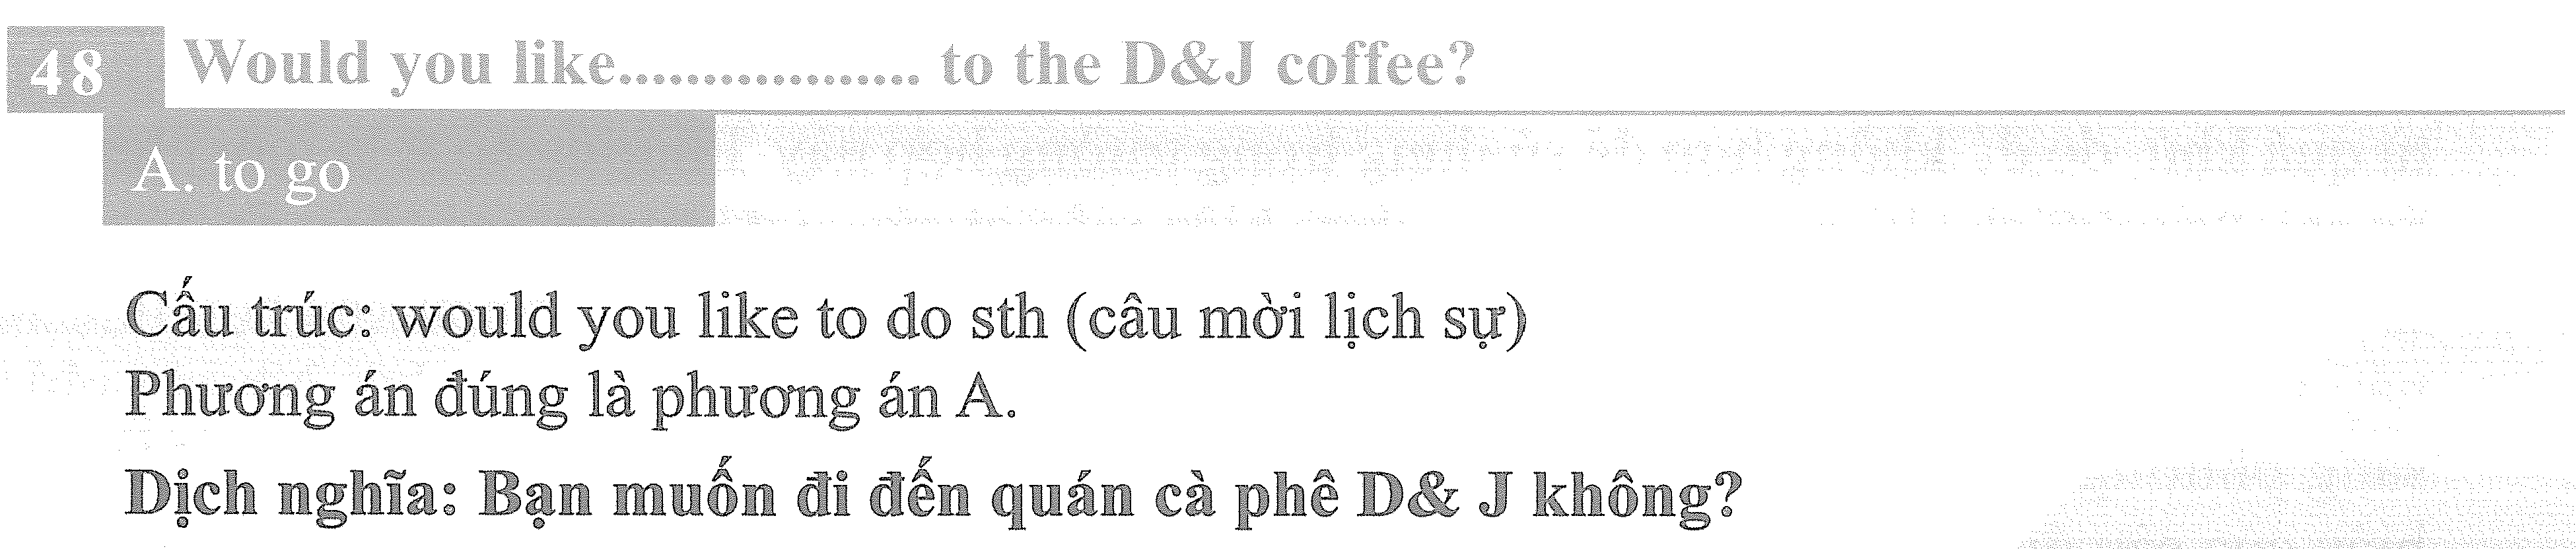 48 Would you like.................. to the D&J coffee?
A. to go
Cấu trúc: would you like to do sth (câu mời lịch sự)
Phương án đúng là phương án A.
Dịch nghĩa: Bạn muốn đi đến quán cà phê D& J không?